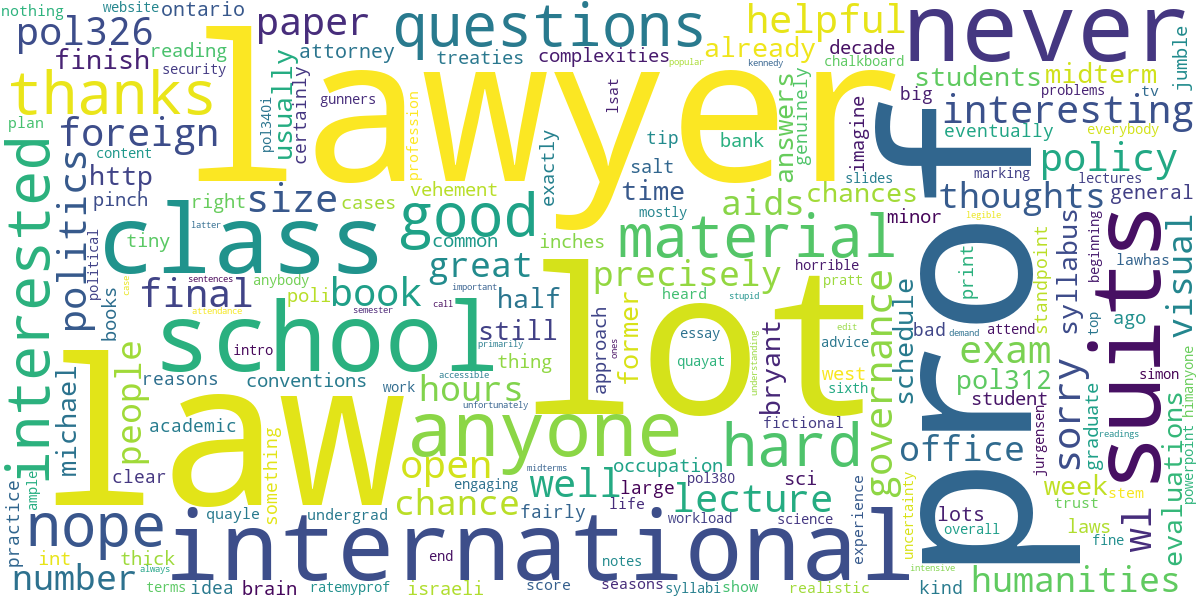 nothing
website
ontario
pol326
paper
questions
helpful
never
finish
reading
security
attorney
treaties
complexities
already
decade
chalkboard
popular
kennedy
jumble
thanks
lawyer
usually
certainly
pol340i
gunners
profession
lsat
answers
genuinely
imagine
students
midterm
big
problems
tv
interesting
plan
foreign
content
http
politics
pinch
political
size
right
cases
vehement
exactly
tip
salt
time
bank
chances
slides
eventually
everybody
marking
lectures
policy
thoughts
general
interested
class
tiny
latter
good
common
inches
material
aids
minor
prof
suits
visual
books
michael
people
final
poli
anybody
sentences
book
great
important
call
semester
half
still
precisely
horrible
pratt
governance
schedule
print
standpoint
syllabus
beginning
lawhas
legible
school
intro
attendance
case
reasons
conventions
work
primarily
accessible
thing
approach
ones
former
heard
essay
quayat
stupid
edit
advice
bryant
west
sixth
bad
demand
attend
ago
top
law
lot
understanding
exam
pol312
simon
himanyone
powerpoint
student
sorry
jurgensen
graduate
readings
evaluations
academic
clear
something
hours
unfortunately
anyone
fictional
hard
office
open
midterms
chance
engaging
well
occupation
pol380
sci
large
life
lecture
experience
uncertainty
week
stem
trust
lots
overall
wl
laws
fine
ample
practice
nope
quayle
undergrad
fairly
workload
science
international
int
thick
always
number
terms
idea
brain
ratemyprof
end
israeli
score
notes
seasons
syllabi
show
realistic
kind
intensive
humanities